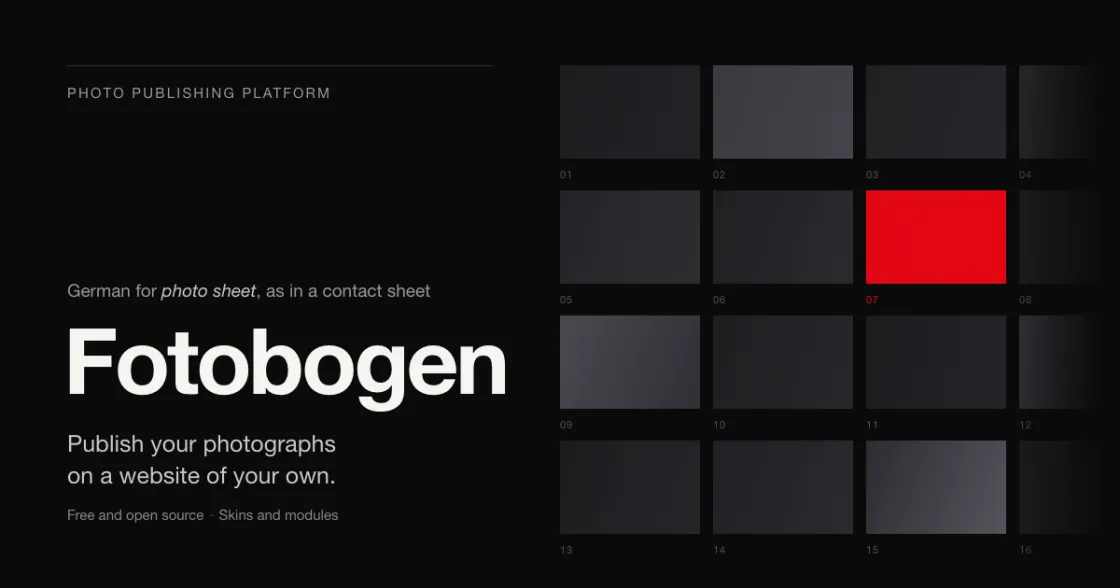 PHOTO PUBLISHING PLATFORM
German for photo sheet, as in a contact sheet
Fotobogen
Publish your photographs
on a website of your own.
Free and open source · Skins and modules
01
02
03
04
05
06
07
08
09
10
11
12
13
14
15
16